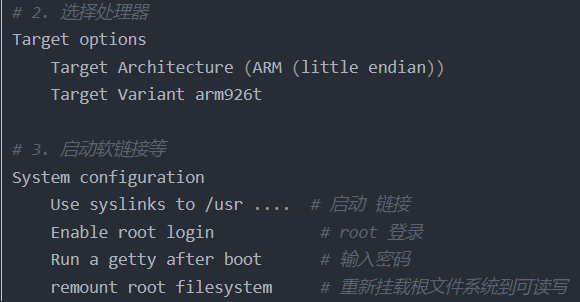 # 2. 选择处理器
Target options
Target Architecture (ARM (little endian))
Target Variant arm926t
# 3. 启动软链接等
System configuration
Use syslinks to /usr .... # 启动 链接
Enable root login # root 登录
Run a getty after boot # 输入密码
remount root filesystem # 重新挂载根文件系统到可读写